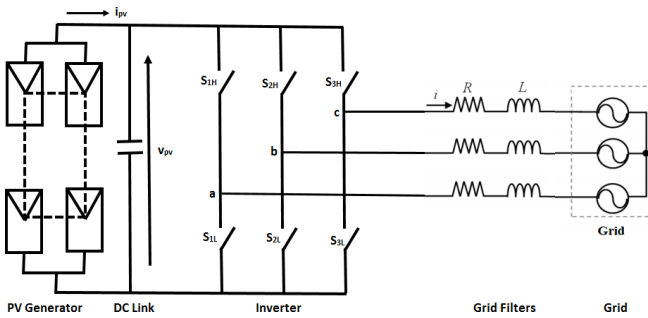 iPV
S1H
S2H
S3H
R
L
i
c
vPV
b
a
S1L
S2L
S3L
Grid
PV Generator
DC Link
Inverter
Grid Filters
Grid